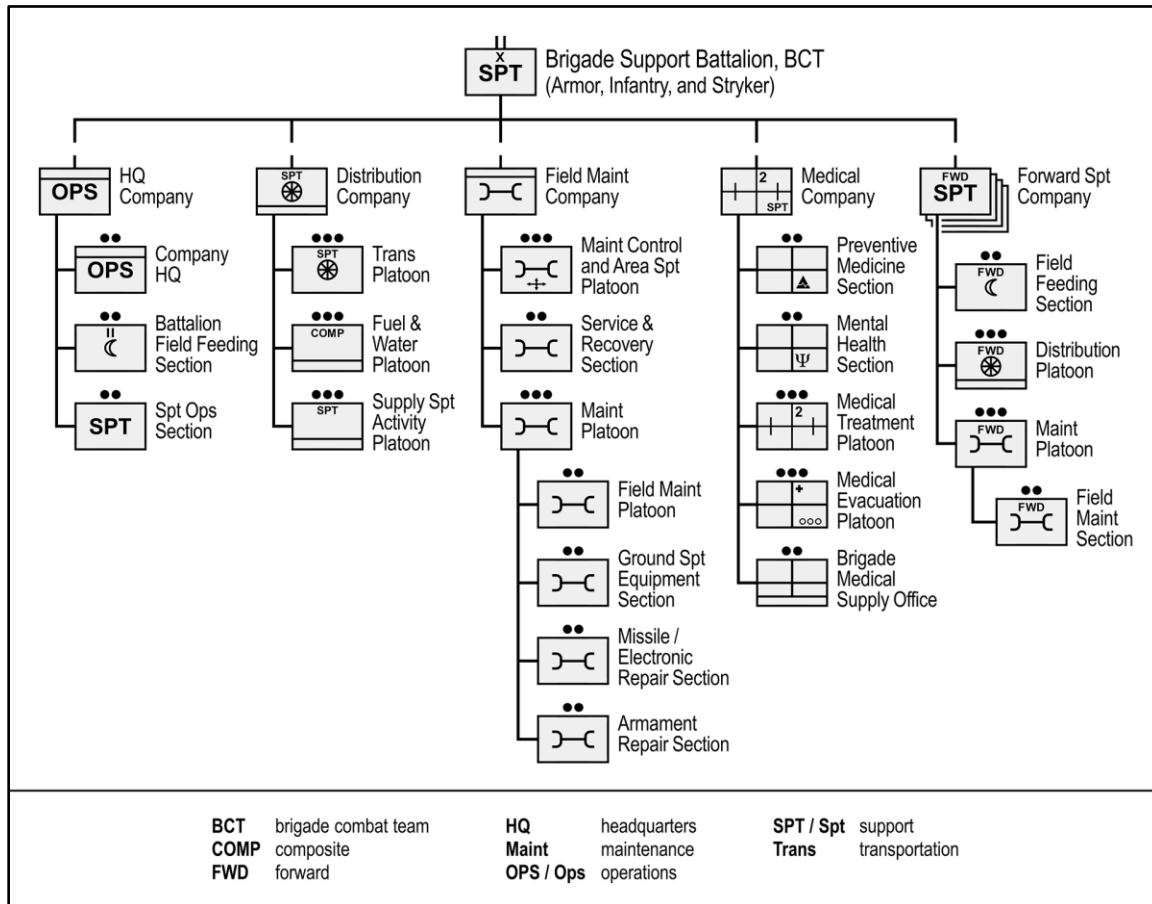 X
SPT
Brigade Support Battalion, BCT
(Armor, Infantry, and Stryker)
OPS
HQ
Company
OPS
Company
HQ
Battalion
Field Feeding
Section
SPT
Spt Ops
Section
SPT
Distribution
Company
SPT
Trans
Platoon
COMP
Fuel &
Water
Platoon
SPT
Supply Spt
Activity
Platoon
Field Maint
Company
Maint Control
and Area Spt
Platoon
Service &
Recovery
Section
Maint
Platoon
Field Maint
Platoon
Ground Spt
Equipment
Section
Missile /
Electronic
Repair Section
Armament
Repair Section
2
SPT
Medical
Company
Preventive
Medicine
Section
Ψ
Mental
Health
Section
2
Medical
Treatment
Platoon
Medical
Evacuation
Platoon
Brigade
Medical
Supply Office
FWD
SPT
Forward Spt
Company
FWD
Field
Feeding
Section
FWD
Distribution
Platoon
FWD
Maint
Platoon
FWD
Field
Maint
Section
BCT brigade combat team
COMP composite
FWD forward
HQ headquarters
Maint maintenance
OPS / Ops operations
SPT / Spt support
Trans transportation